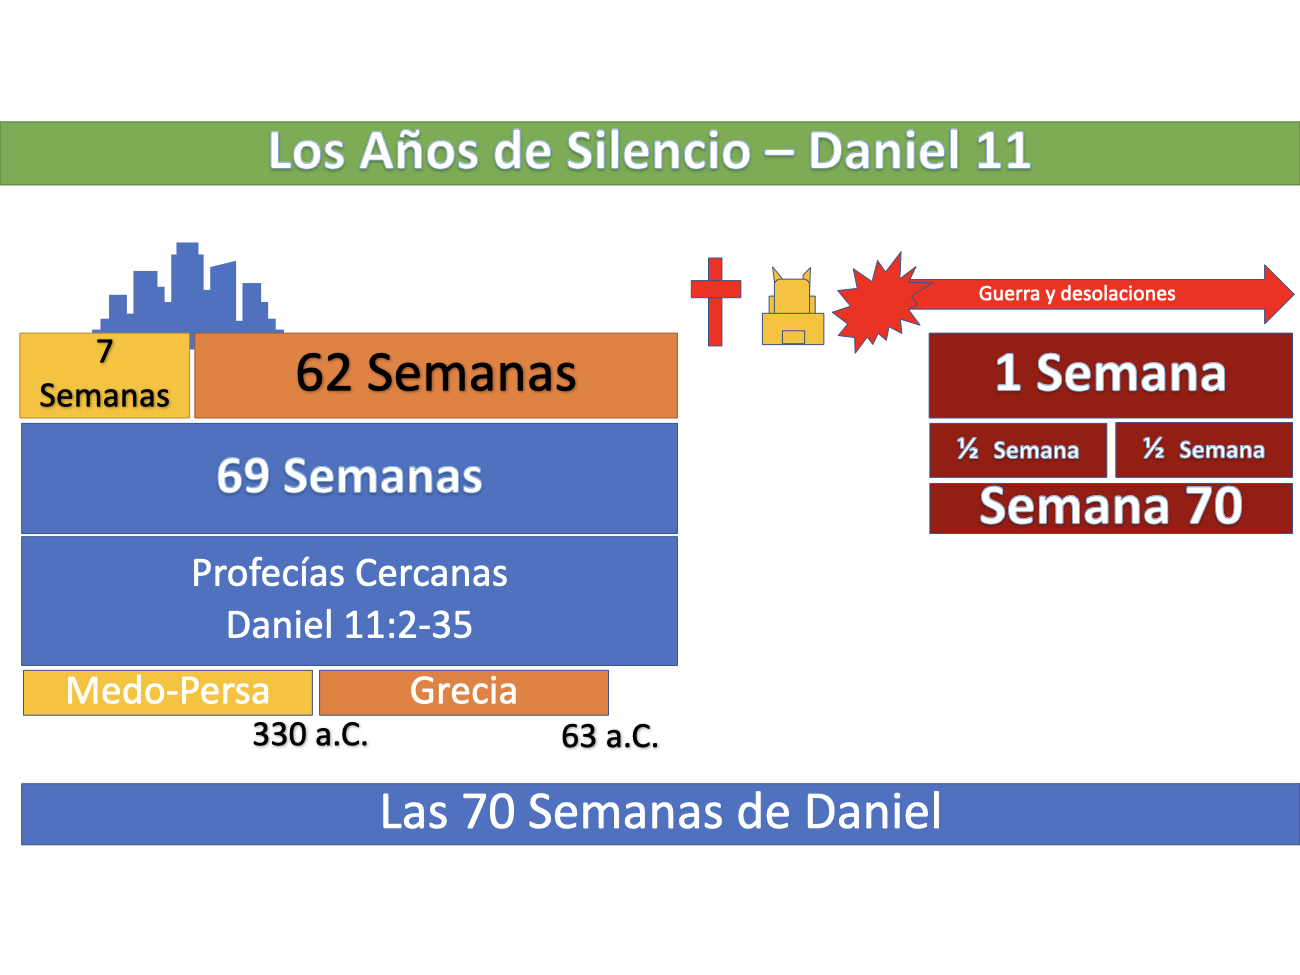 Los Años de Silencio – Daniel 11
Guerra y desolaciones
7
Semanas
62 Semanas
1 Semana
½ Semana
½ Semana
69 Semanas
Semana 70
Profecías Cercanas
Daniel 11:2-35
Medo-Persa
Grecia
330 a.C.
63 a.C.
Las 70 Semanas de Daniel